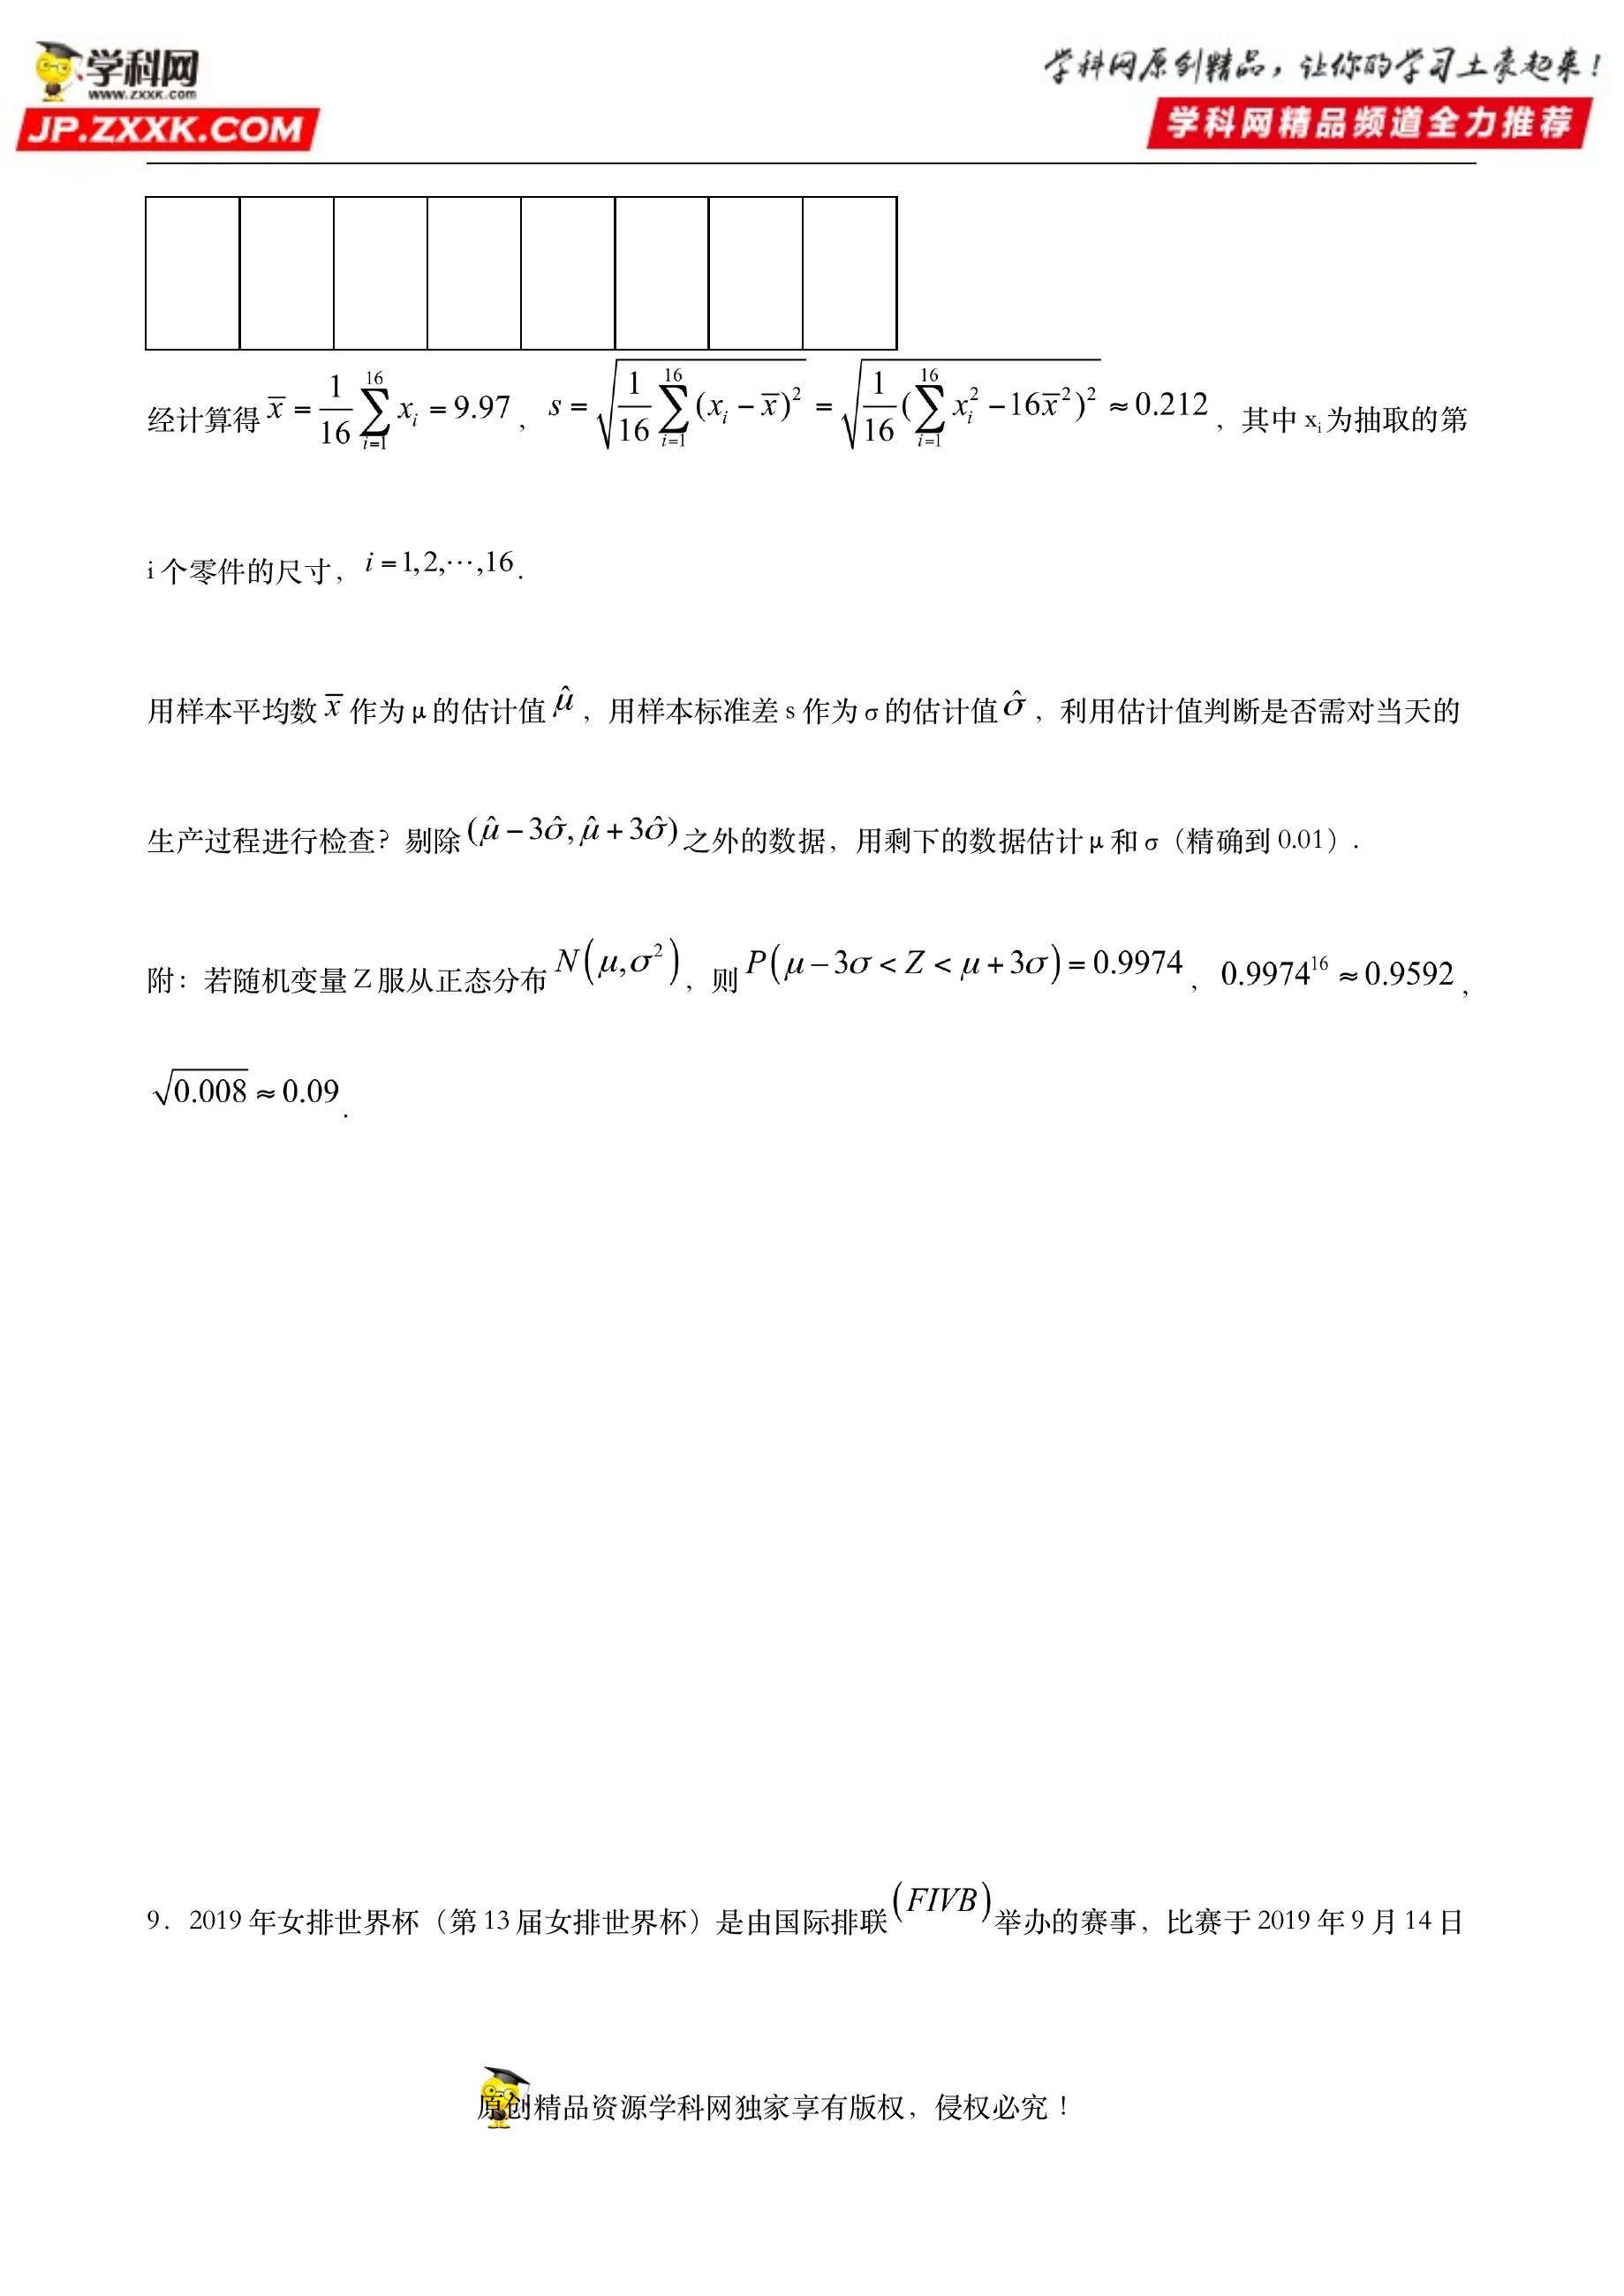 学科网
www.zxxk.com
JP.ZXXK.COM
学科网原创精品，让你的学习土豪起来！
学科网精品频道全力推荐
经计算得 x̄ = 1/16 ∑_{i=1}^{16} x_i = 9.97，s = √(1/16 ∑_{i=1}^{16} (x_i − x̄)²) = √(1/16 (∑_{i=1}^{16} x_i² − 16x̄²)²) ≈ 0.212，其中 x_i 为抽取的第
i 个零件的尺寸，i = 1,2,⋯,16.
用样本平均数 x̄ 作为 μ 的估计值 μ̂，用样本标准差 s 作为 σ 的估计值 σ̂，利用估计值判断是否需对当天的
生产过程进行检查？剔除 (μ̂ − 3σ̂, μ̂ + 3σ̂) 之外的数据，用剩下的数据估计 μ 和 σ（精确到 0.01）.
附：若随机变量 Z 服从正态分布 N(μ,σ²)，则 P(μ − 3σ < Z < μ + 3σ) = 0.9974，0.9974¹⁶ ≈ 0.9592，
√0.008 ≈ 0.09.
9．2019 年女排世界杯（第 13 届女排世界杯）是由国际排联(FIVB)举办的赛事，比赛于 2019 年 9 月 14 日
原创精品资源学科网独家享有版权，侵权必究！